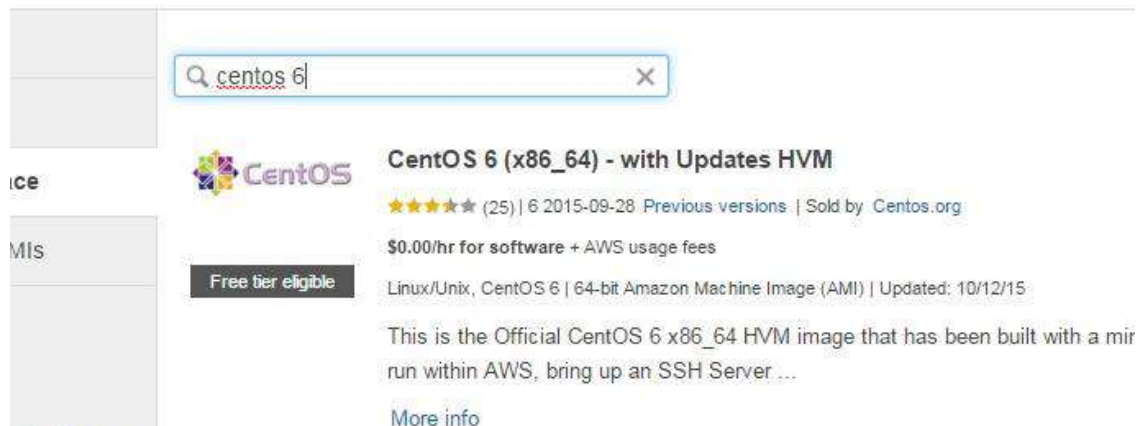 centos 6
ce
CentOS
CentOS 6 (x86_64) - with Updates HVM
(25) | 6 2015-09-28 Previous versions | Sold by Centos.org
MIs
$0.00/hr for software + AWS usage fees
Free tier eligible
Linux/Unix, CentOS 6 | 64-bit Amazon Machine Image (AMI) | Updated: 10/12/15
This is the Official CentOS 6 x86_64 HVM image that has been built with a mi
run within AWS, bring up an SSH Server ...
More info